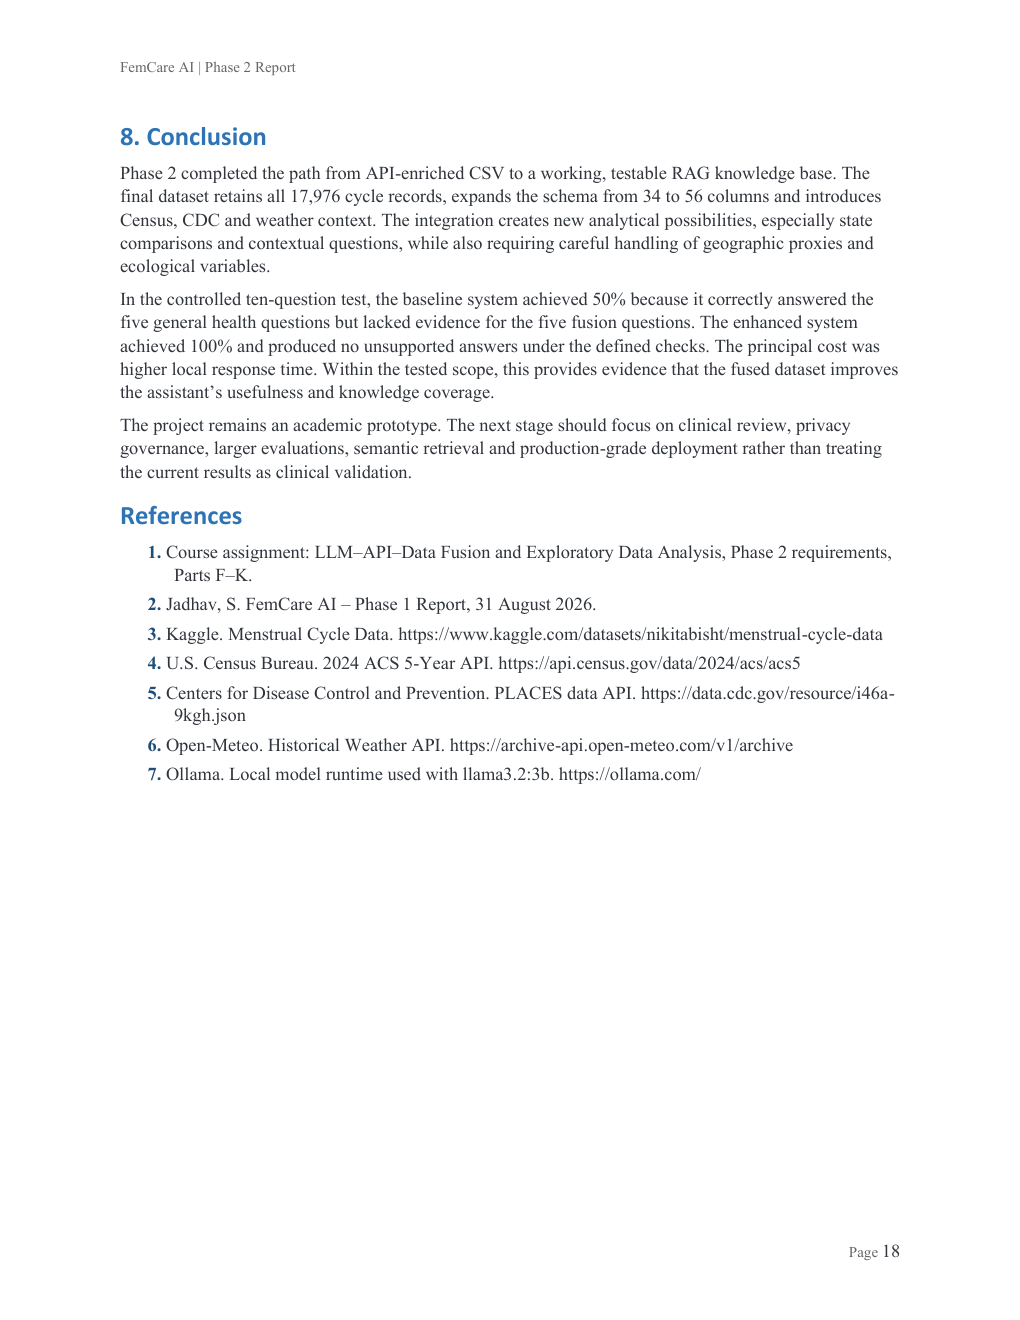 FemCare AI | Phase 2 Report
8. Conclusion
Phase 2 completed the path from API-enriched CSV to a working, testable RAG knowledge base. The
final dataset retains all 17,976 cycle records, expands the schema from 34 to 56 columns and introduces
Census, CDC and weather context. The integration creates new analytical possibilities, especially state
comparisons and contextual questions, while also requiring careful handling of geographic proxies and
ecological variables.
In the controlled ten-question test, the baseline system achieved 50% because it correctly answered the
five general health questions but lacked evidence for the five fusion questions. The enhanced system
achieved 100% and produced no unsupported answers under the defined checks. The principal cost was
higher local response time. Within the tested scope, this provides evidence that the fused dataset improves
the assistant’s usefulness and knowledge coverage.
The project remains an academic prototype. The next stage should focus on clinical review, privacy
governance, larger evaluations, semantic retrieval and production-grade deployment rather than treating
the current results as clinical validation.
References
1. Course assignment: LLM–API–Data Fusion and Exploratory Data Analysis, Phase 2 requirements,
Parts F–K.
2. Jadhav, S. FemCare AI – Phase 1 Report, 31 August 2026.
3. Kaggle. Menstrual Cycle Data. https://www.kaggle.com/datasets/nikitabisht/menstrual-cycle-data
4. U.S. Census Bureau. 2024 ACS 5-Year API. https://api.census.gov/data/2024/acs/acs5
5. Centers for Disease Control and Prevention. PLACES data API. https://data.cdc.gov/resource/i46a-
9kgh.json
6. Open-Meteo. Historical Weather API. https://archive-api.open-meteo.com/v1/archive
7. Ollama. Local model runtime used with llama3.2:3b. https://ollama.com/
Page 18